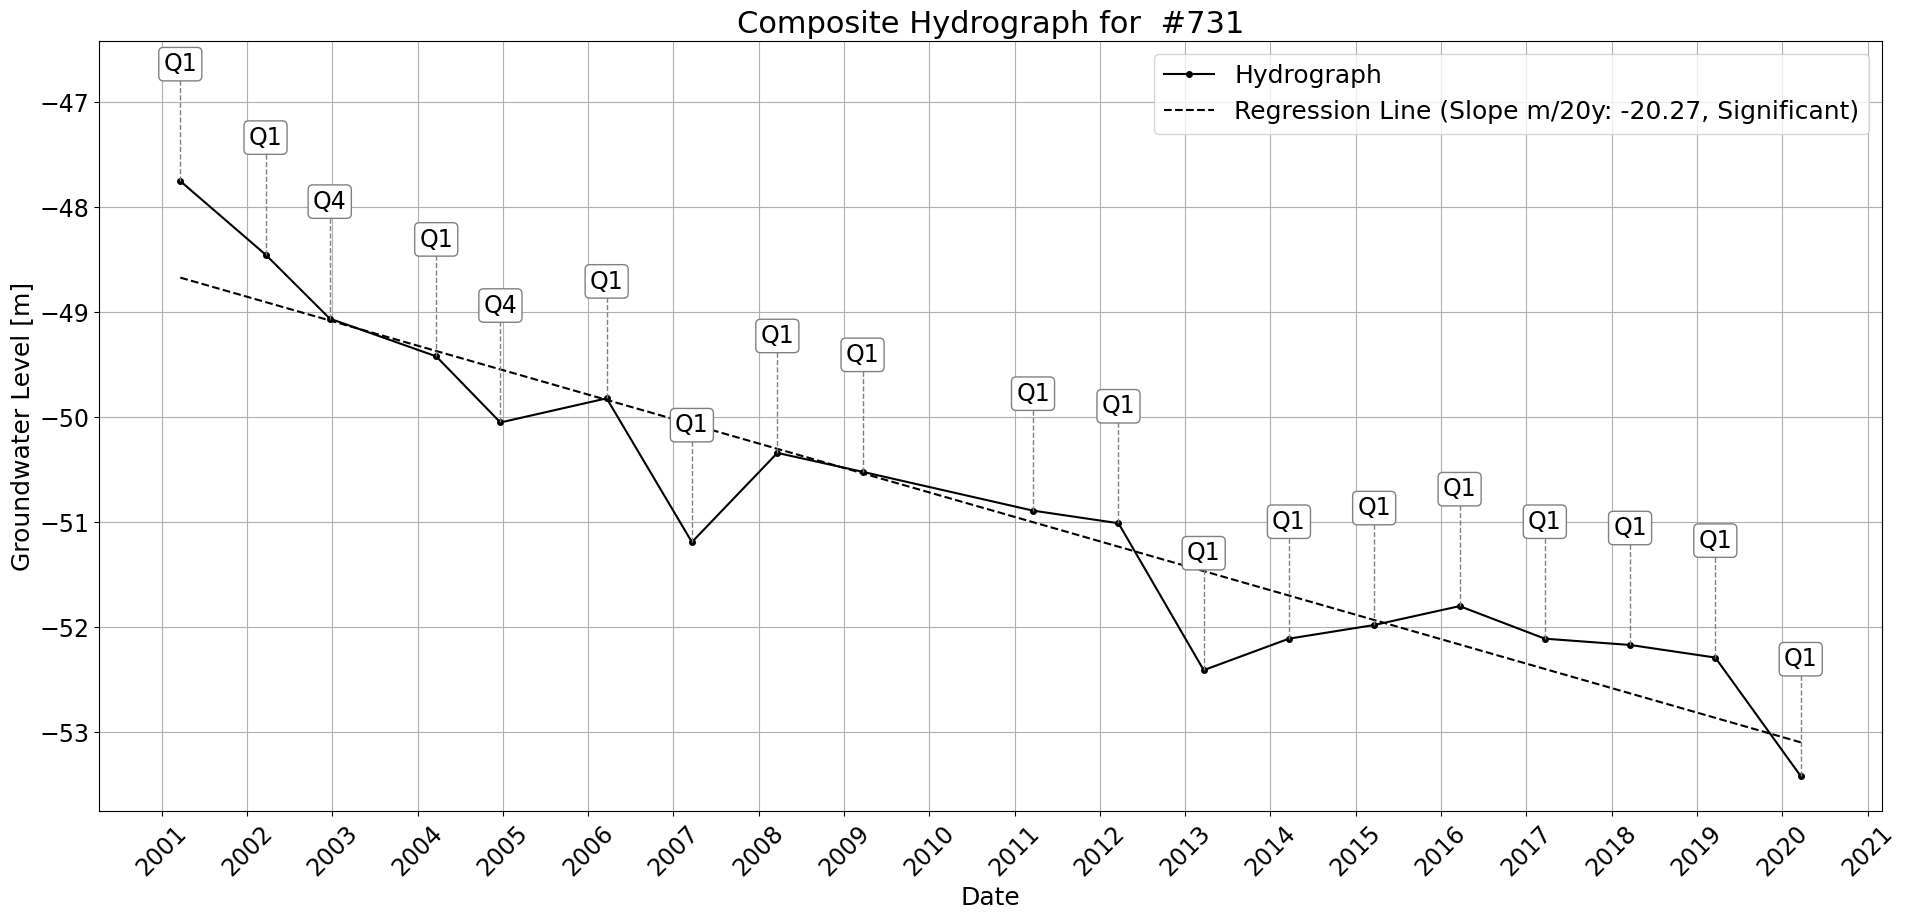 Composite Hydrograph for  #731
Hydrograph
Regression Line (Slope m/20y: -20.27, Significant)
Groundwater Level [m]
−47
−48
−49
−50
−51
−52
−53
Q1
Q1
Q4
Q1
Q4
Q1
Q1
Q1
Q1
Q1
Q1
Q1
Q1
Q1
Q1
Q1
Q1
Q1
Q1
2001
2002
2003
2004
2005
2006
2007
2008
2009
2010
2011
2012
2013
2014
2015
2016
2017
2018
2019
2020
2021
Date